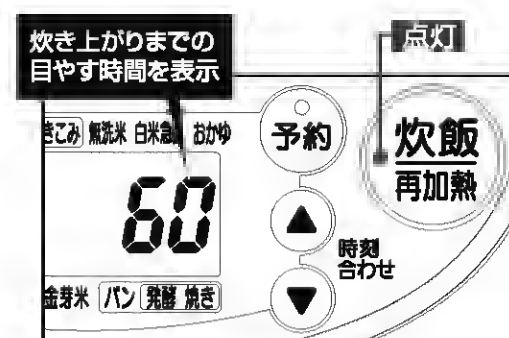 炊き上がりまでの
目やす時間を表示
点灯
きこみ 無洗米 白米急 おかゆ
予約
炊飯
再加熱
60
時刻
合わせ
金芽米 パン 発酵 焼き